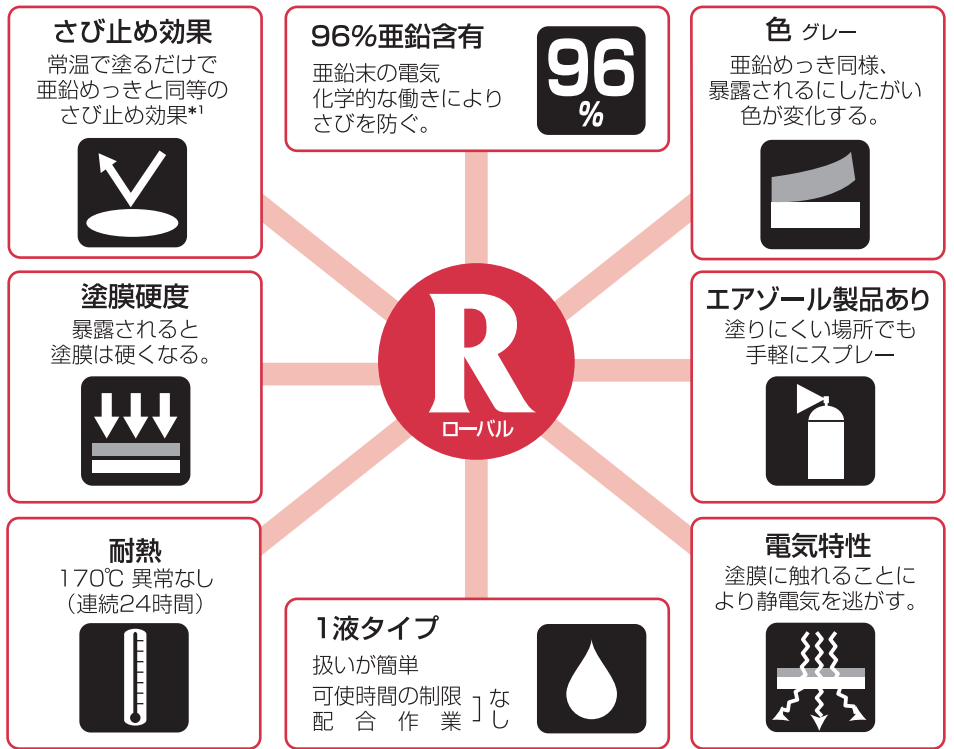 さび止め効果
常温で塗るだけで
亜鉛めっきと同等の
さび止め効果*1
96%亜鉛含有
亜鉛末の電気
化学的な働きにより
さびを防ぐ。
96
%
色 グレー
亜鉛めっき同様、
暴露されるにしたがい
色が変化する。
塗膜硬度
暴露されると
塗膜は硬くなる。
R
ローバル
エアゾール製品あり
塗りにくい場所でも
手軽にスプレー
耐熱
170℃ 異常なし
(連続24時間)
1液タイプ
扱いが簡単
可使時間の制限
配合作業
なし
電気特性
塗膜に触れることに
より静電気を逃がす。